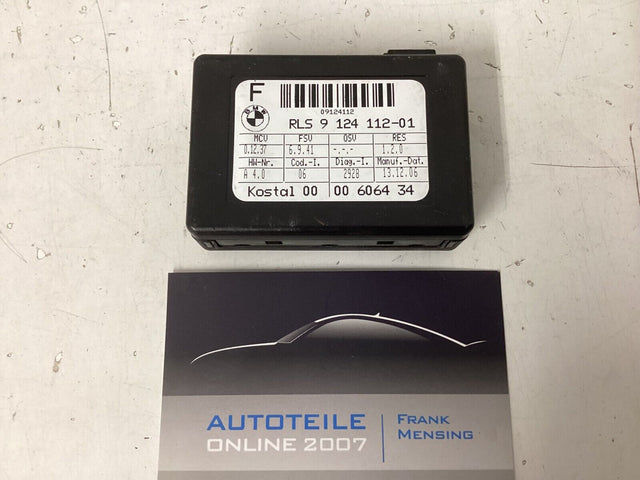 F
09124112
BMW
RLS 9 124 112-01
MCV FSV OSV RES
0.12.37 6.9.41 -.-.- 1.2.0
HW-Nr. Cod.-I. Diag.-I. Manuf.-Dat.
A 4.0 06 2928 13.12.06
Kostal 00 00 6064 34
AUTOTEILE
ONLINE 2007
FRANK
MENSING